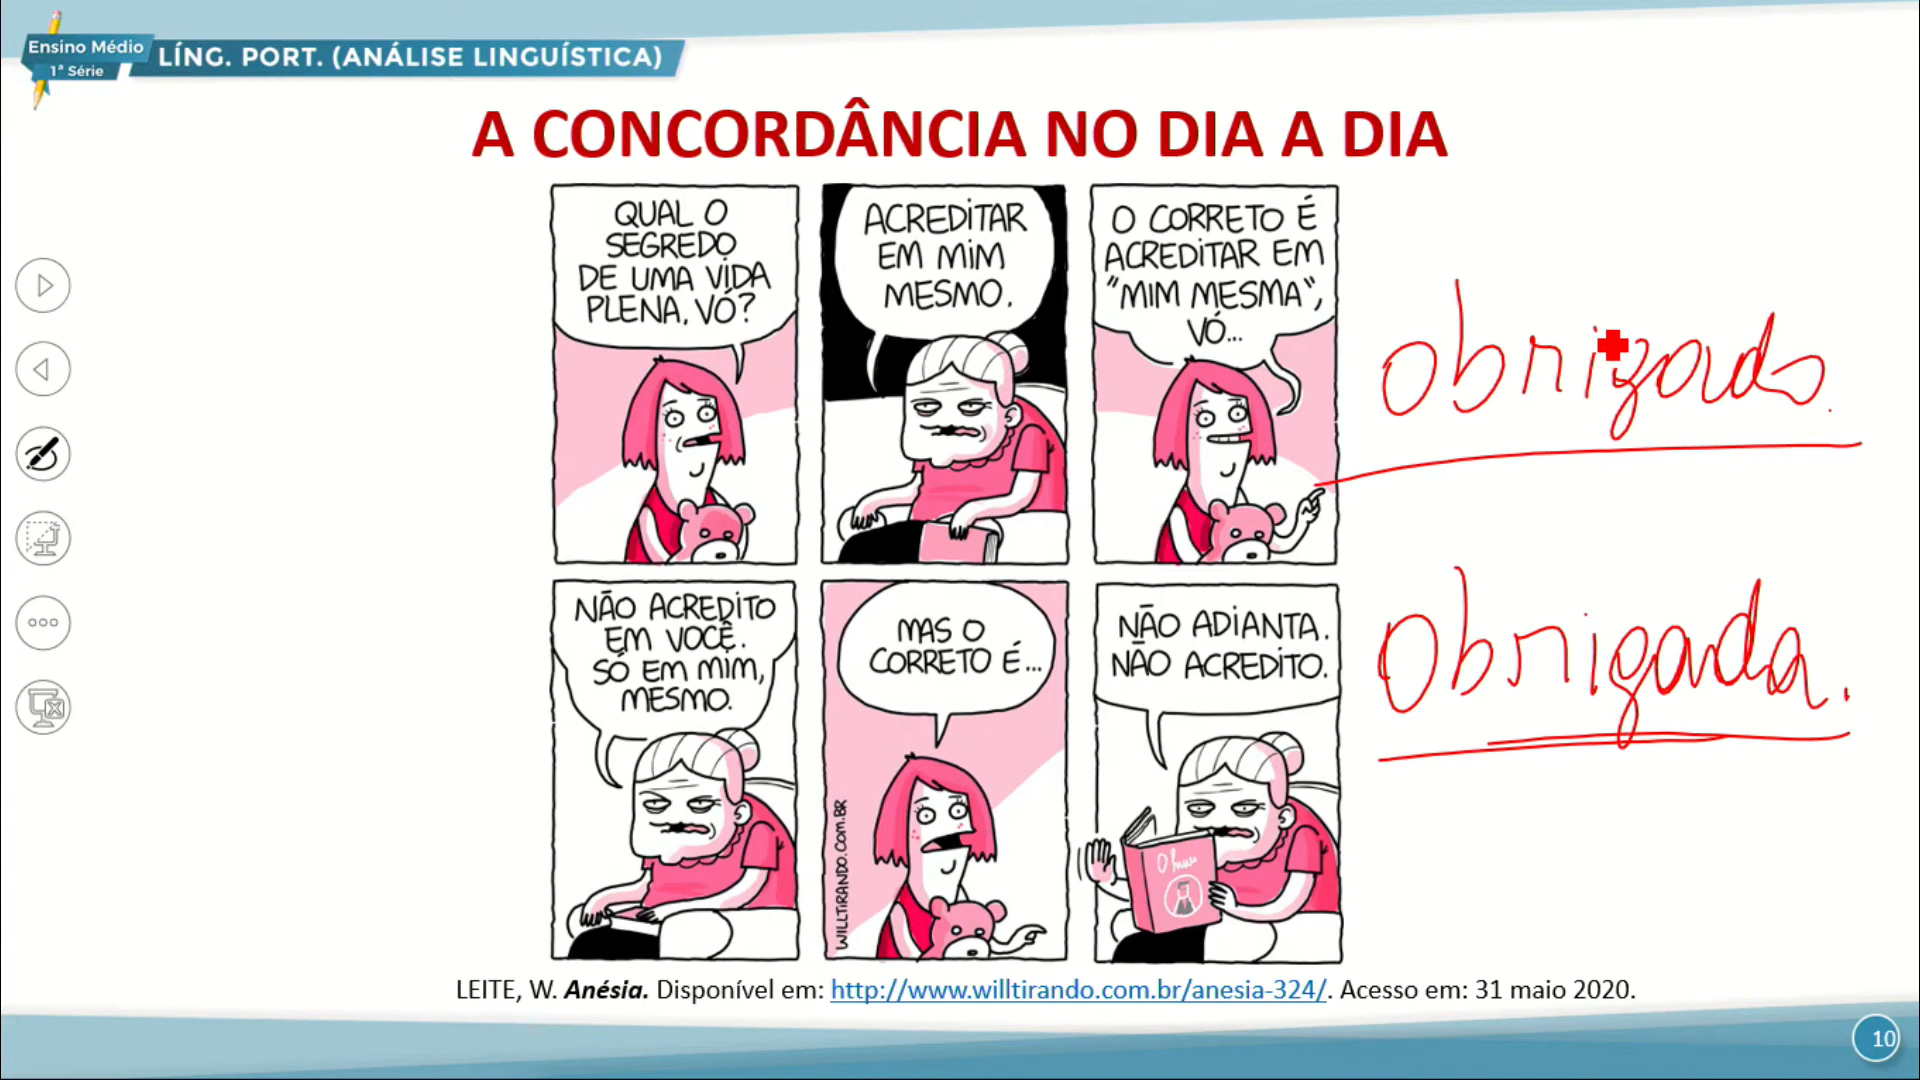 Ensino Médio
1ª Série
LÍNG. PORT. (ANÁLISE LINGUÍSTICA)
A CONCORDÂNCIA NO DIA A DIA
QUAL O
SEGREDO
DE UMA VIDA
PLENA, VÓ?
ACREDITAR
EM MIM
MESMO.
O CORRETO É
ACREDITAR EM
"MIM MESMA",
VÓ...
obrigado.
NÃO ACREDITO
EM VOCÊ.
SÓ EM MIM,
MESMO.
MAS O
CORRETO É...
WILLTIRANDO.COM.BR
NÃO ADIANTA.
NÃO ACREDITO.
obrigada.
LEITE, W. Anésia. Disponível em: http://www.willtirando.com.br/anesia-324/. Acesso em: 31 maio 2020.
10